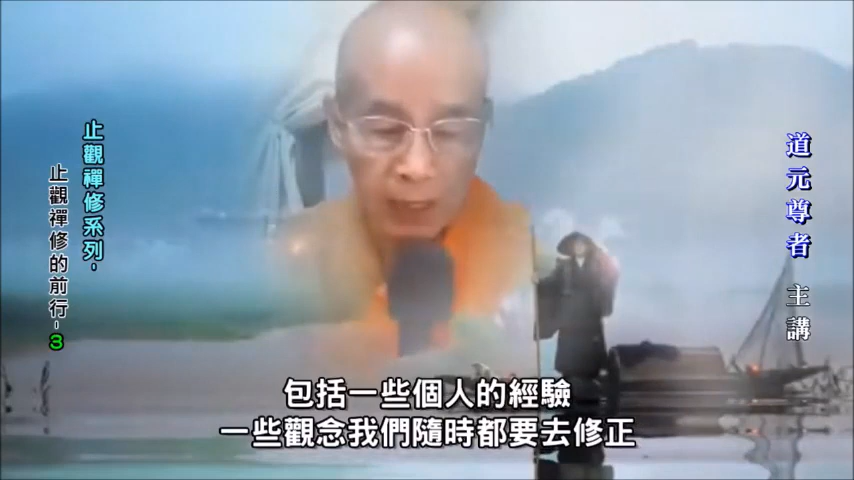 道元尊者 主講
止觀禪修系列-
止觀禪修的前行-3
包括一些個人的經驗
一些觀念我們隨時都要去修正